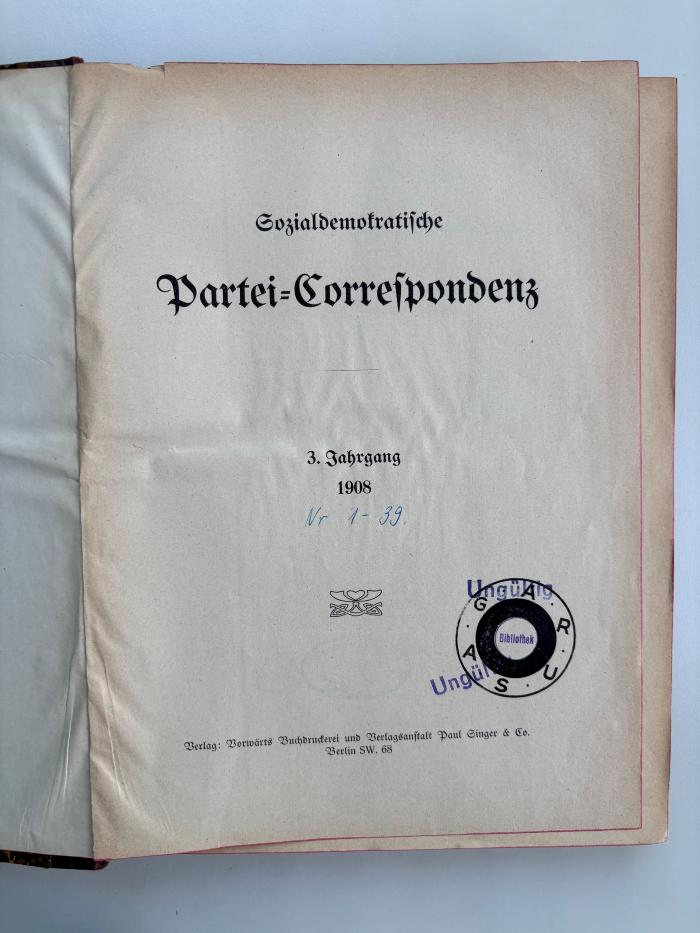 Sozialdemokratische
Partei=Correspondenz
3. Jahrgang
1908
Nr 1-39.
Ungültig
GARUSA
Bibliothek
Verlag: Vorwärts Buchdruckerei und Verlagsanstalt Paul Singer & Co.
Berlin SW. 68